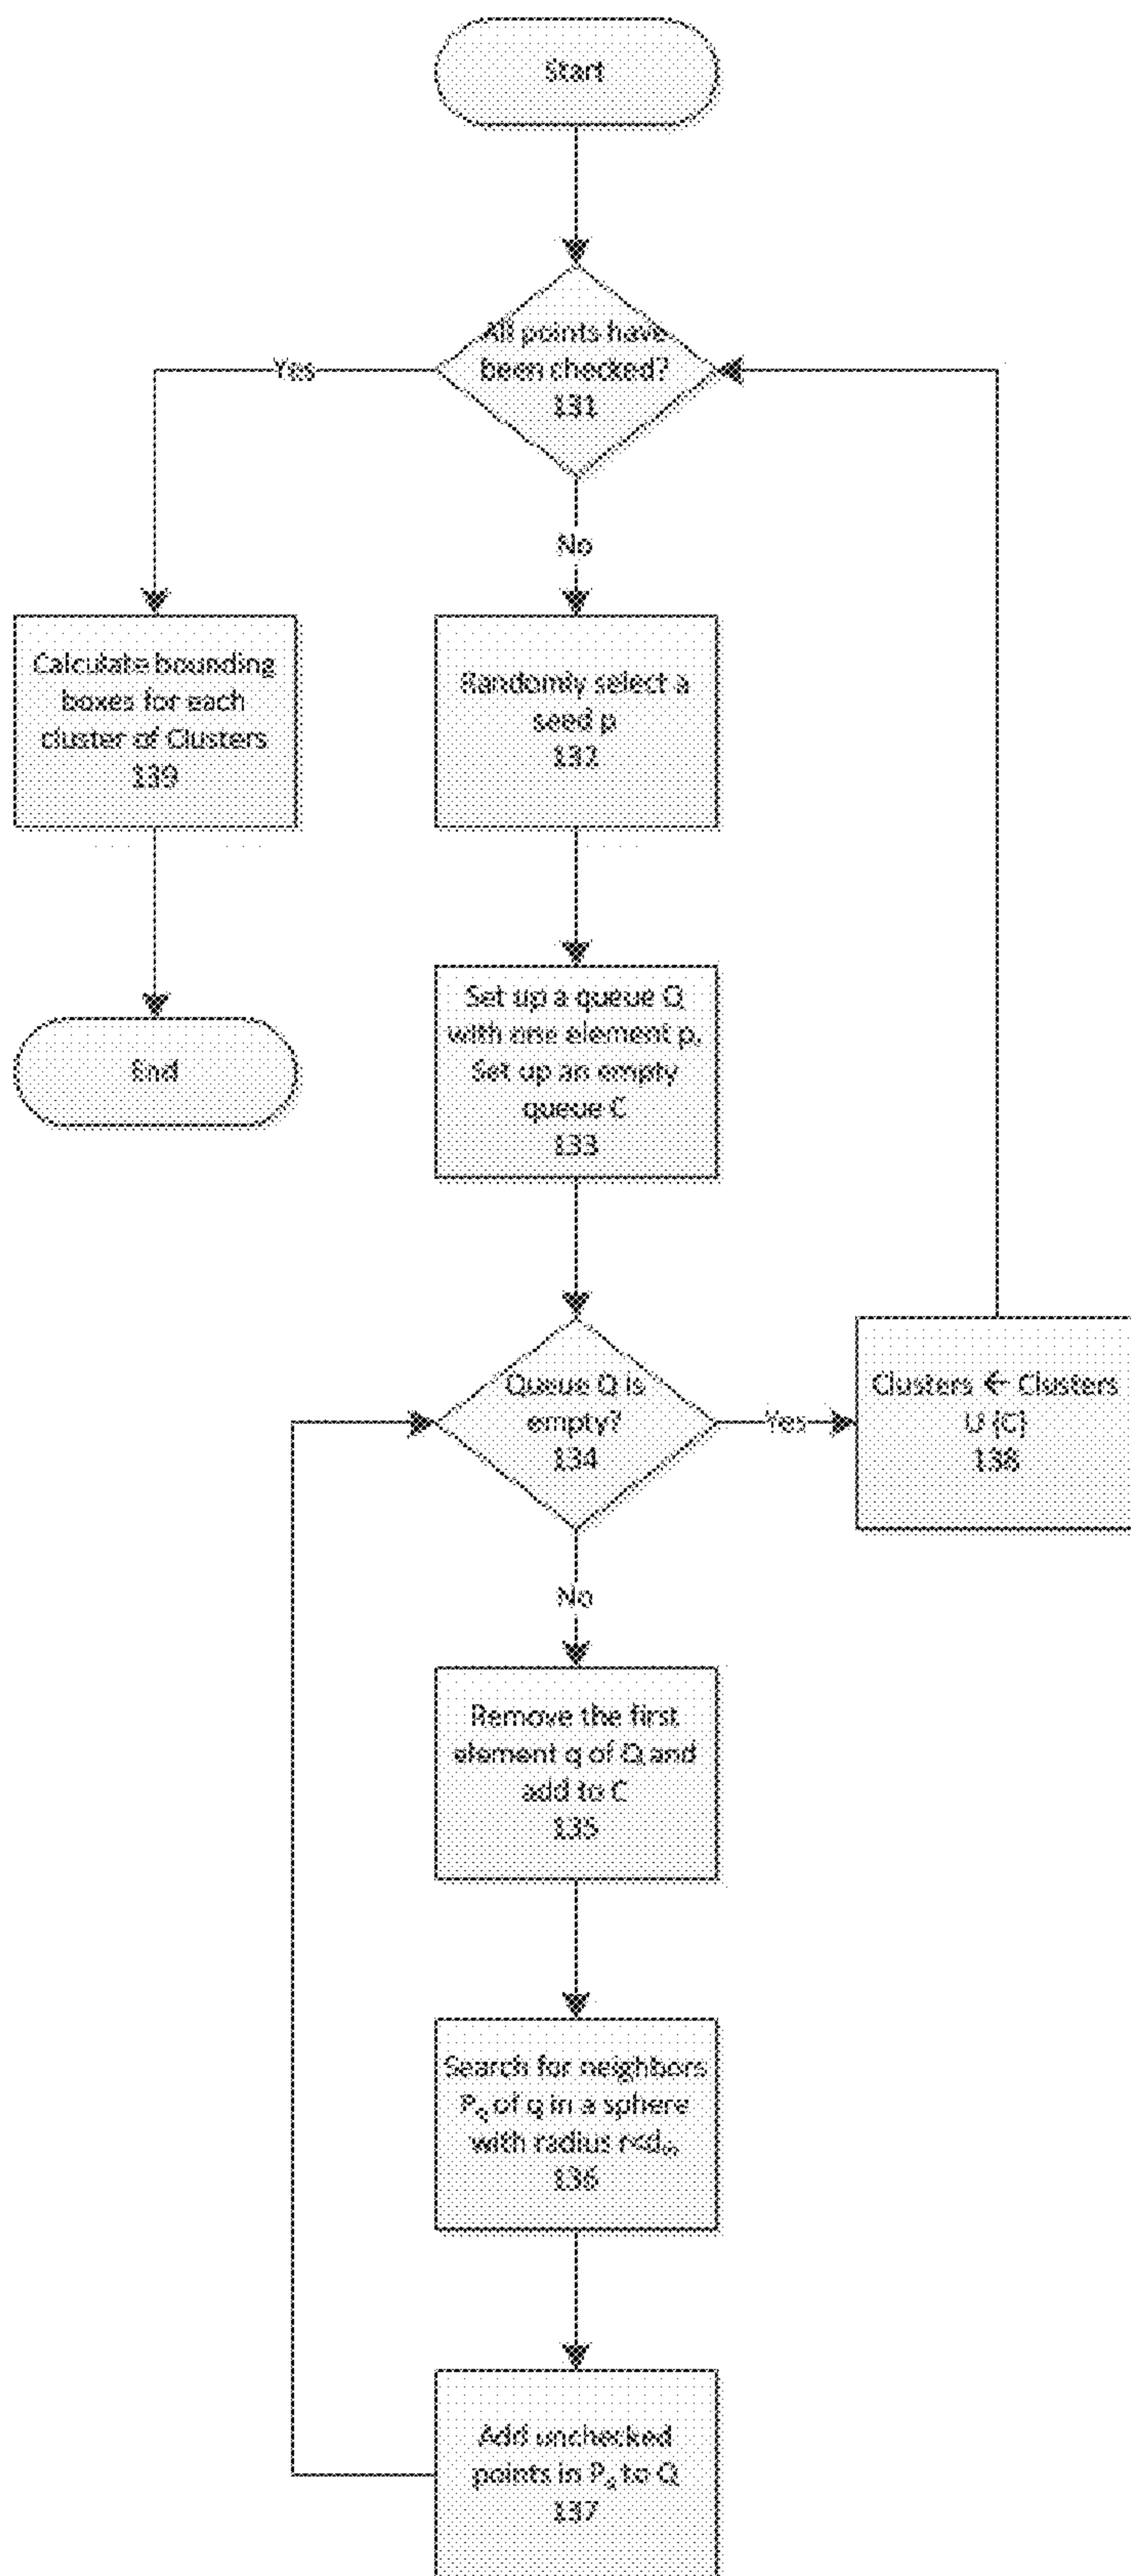 Start
All points have
been checked?
131
Yes
No
Calculate bounding
boxes for each
cluster of Clusters
139
Randomly select a
seed p
132
Set up a queue Q
with one element p.
Set up an empty
queue C
133
End
Queue Q is
empty?
134
Yes
Clusters ← Clusters
U {C}
138
No
Remove the first
element q of Q and
add to C
135
Search for neighbors
Pq of q in a sphere
with radius r<dth
136
Add unchecked
points in Pq to Q
137